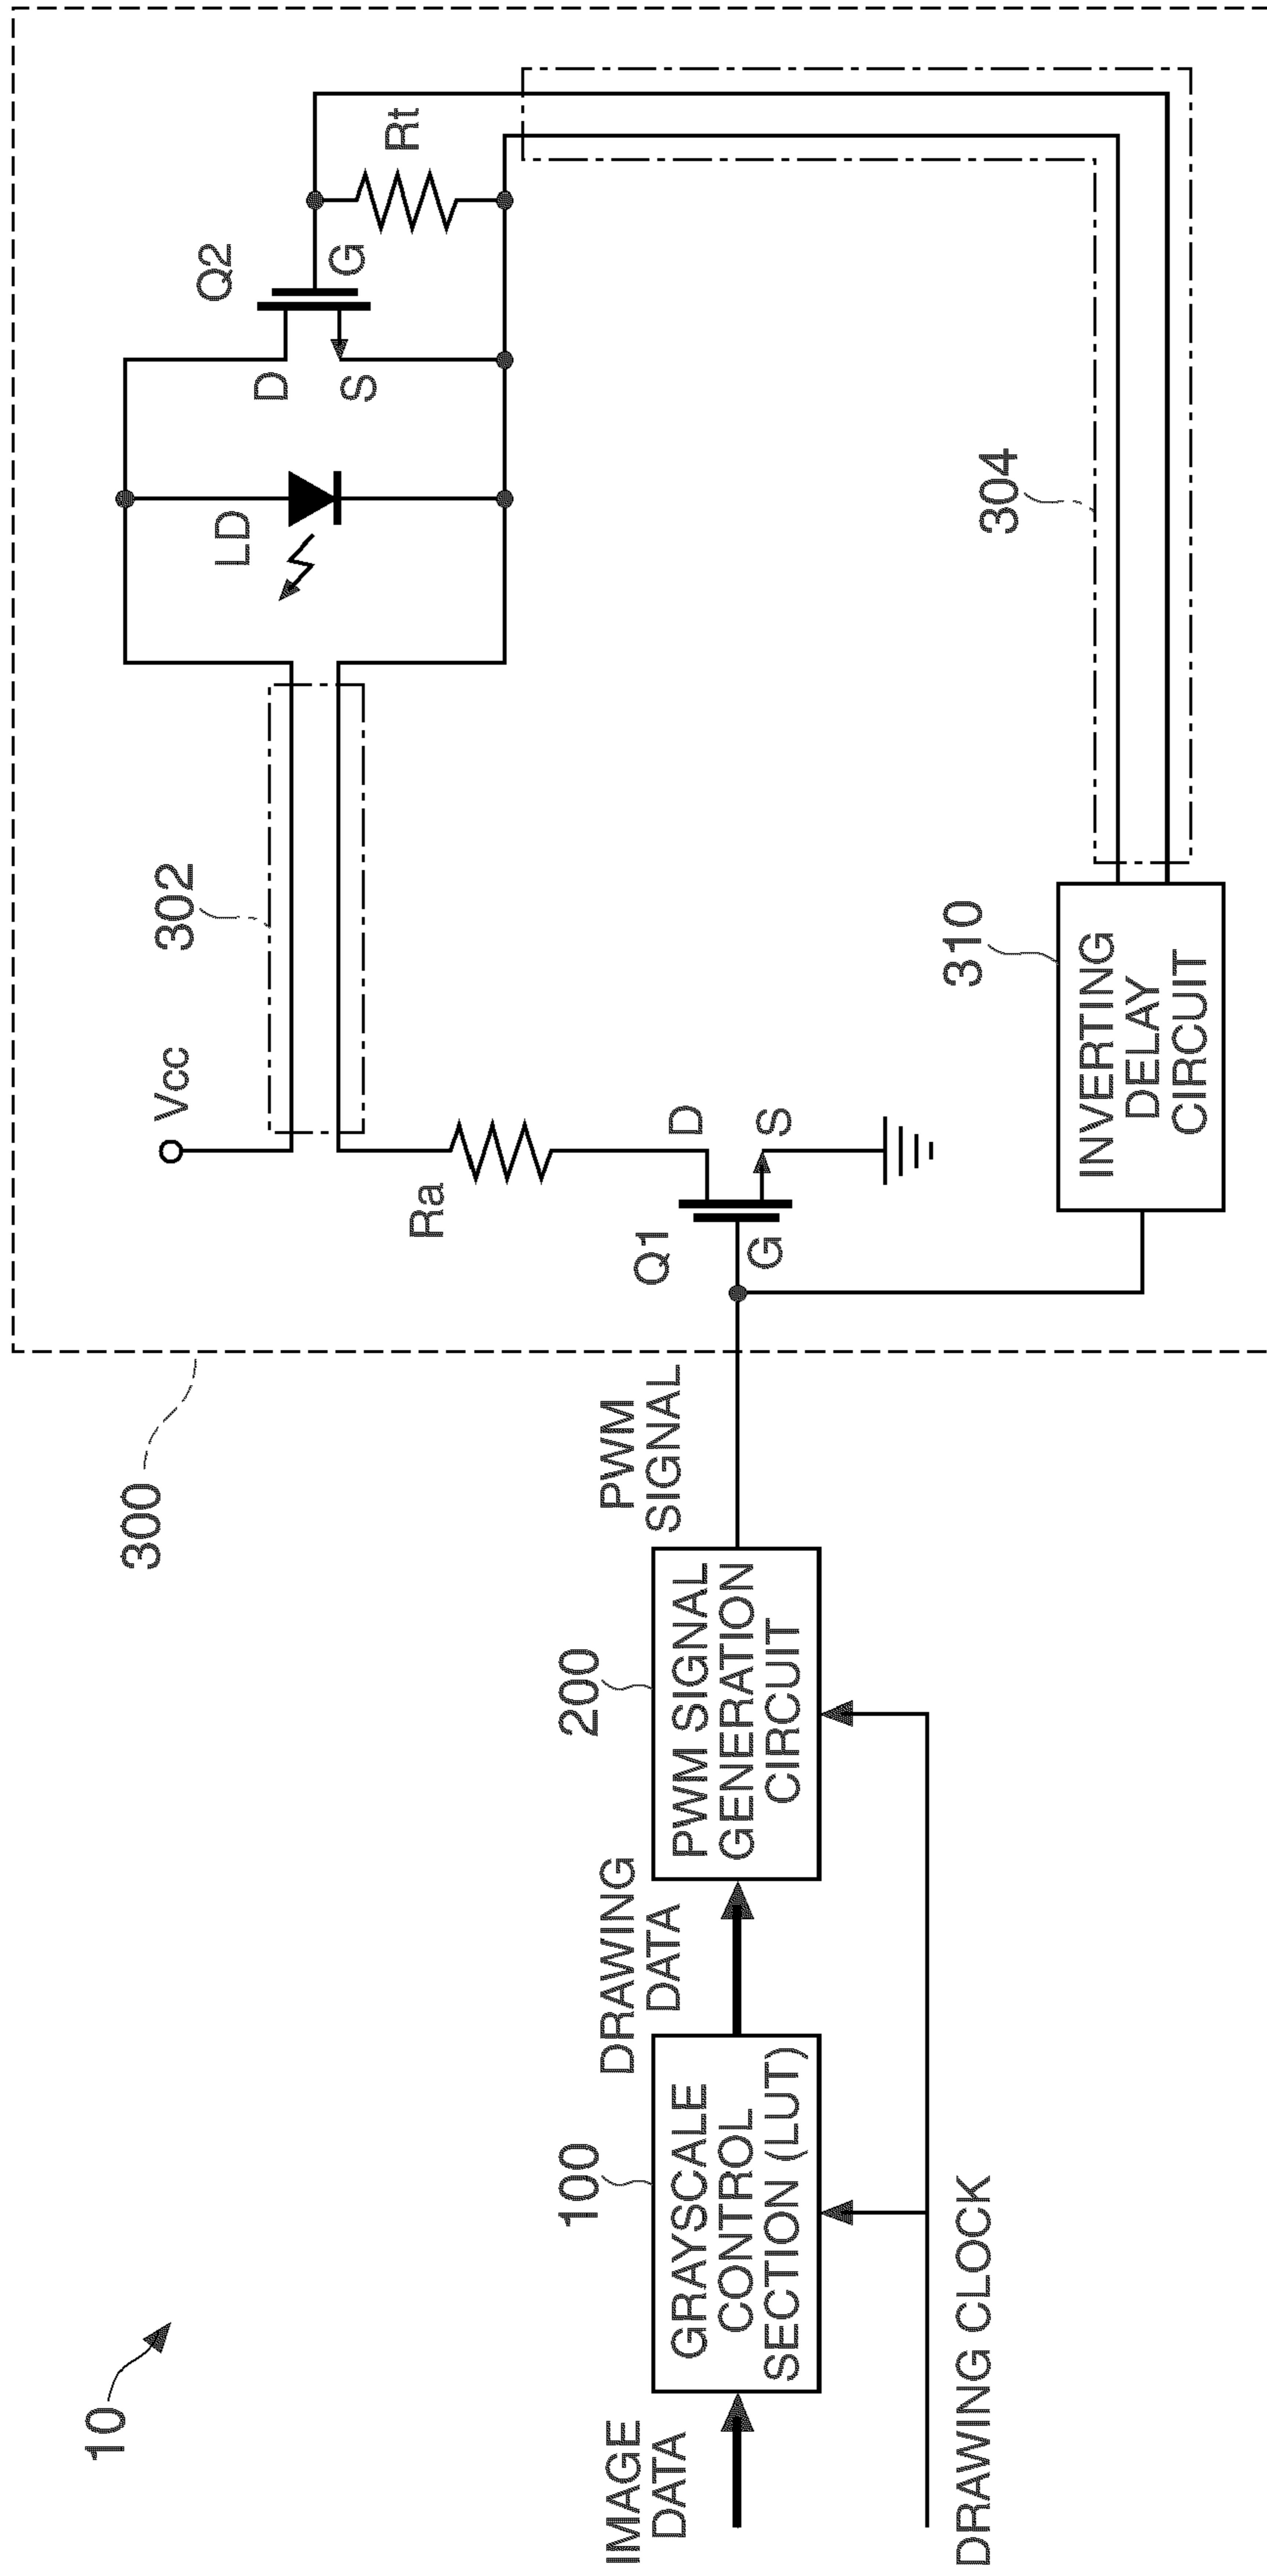 10
IMAGE
DATA
100
GRAYSCALE
CONTROL
SECTION (LUT)
DRAWING CLOCK
DRAWING
DATA
200
PWM SIGNAL
GENERATION
CIRCUIT
PWM
SIGNAL
300
Vcc
302
Ra
Q1
D
G
S
LD
Q2
D
G
S
Rt
304
310
INVERTING
DELAY
CIRCUIT